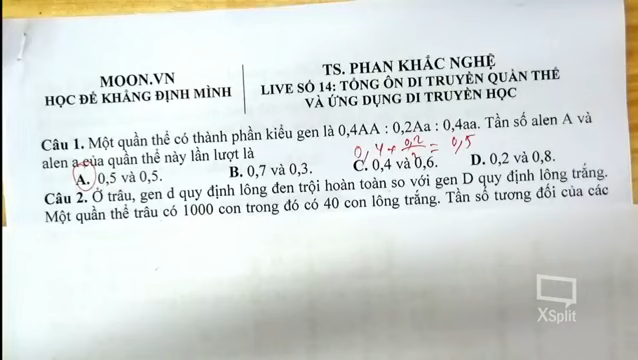 MOON.VN
HỌC ĐỂ KHẲNG ĐỊNH MÌNH
TS. PHAN KHẮC NGHỆ
LIVE SỐ 14: TỔNG ÔN DI TRUYỀN QUẦN THỂ
VÀ ỨNG DỤNG DI TRUYỀN HỌC
Câu 1. Một quần thể có thành phần kiểu gen là 0,4AA : 0,2Aa : 0,4aa. Tần số alen A và
alen a của quần thể này lần lượt là
0,4 + 0,2/ = 0,5
A. 0,5 và 0,5. B. 0,7 và 0,3. C. 0,4 và 0,6. D. 0,2 và 0,8.
Câu 2. Ở trâu, gen d quy định lông đen trội hoàn toàn so với gen D quy định lông trắng.
Một quần thể trâu có 1000 con trong đó có 40 con lông trắng. Tần số tương đối của các
XSplit